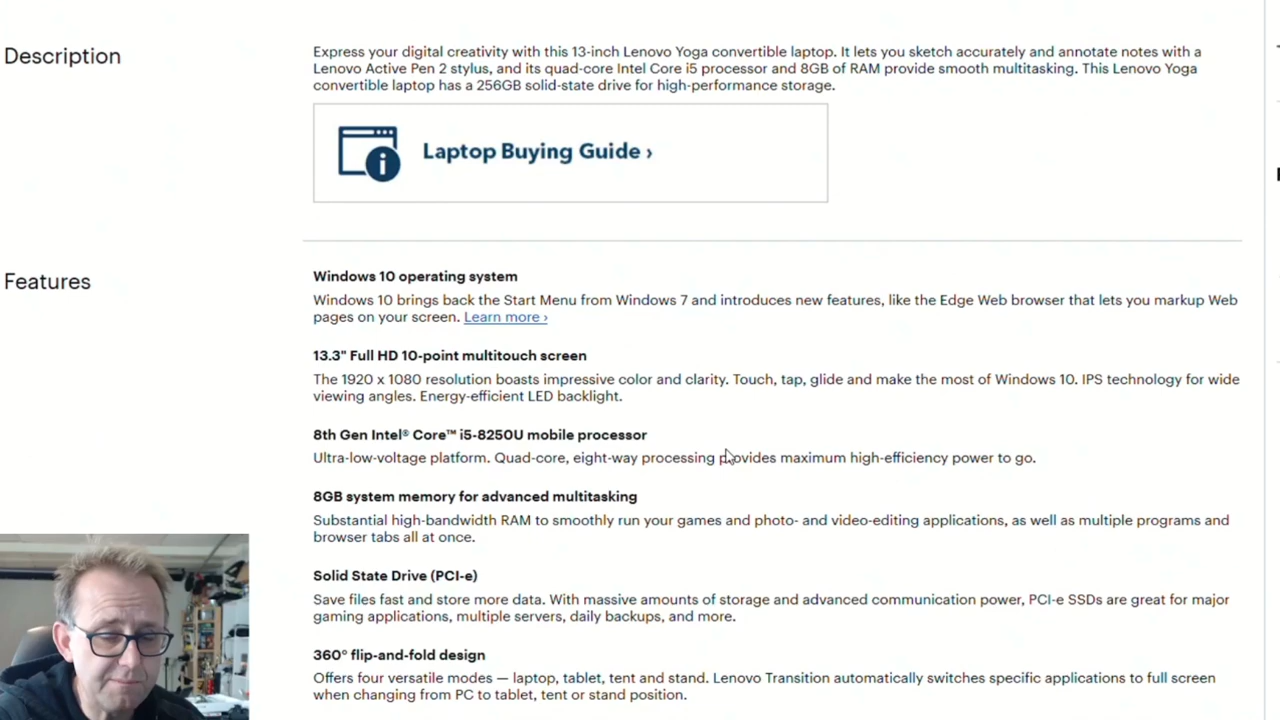 Description
Express your digital creativity with this 13-inch Lenovo Yoga convertible laptop. It lets you sketch accurately and annotate notes with a
Lenovo Active Pen 2 stylus, and its quad-core Intel Core i5 processor and 8GB of RAM provide smooth multitasking. This Lenovo Yoga
convertible laptop has a 256GB solid-state drive for high-performance storage.
Laptop Buying Guide ›
Features
Windows 10 operating system
Windows 10 brings back the Start Menu from Windows 7 and introduces new features, like the Edge Web browser that lets you markup Web
pages on your screen. Learn more ›
13.3" Full HD 10-point multitouch screen
The 1920 x 1080 resolution boasts impressive color and clarity. Touch, tap, glide and make the most of Windows 10. IPS technology for wide
viewing angles. Energy-efficient LED backlight.
8th Gen Intel® Core™ i5-8250U mobile processor
Ultra-low-voltage platform. Quad-core, eight-way processing provides maximum high-efficiency power to go.
8GB system memory for advanced multitasking
Substantial high-bandwidth RAM to smoothly run your games and photo- and video-editing applications, as well as multiple programs and
browser tabs all at once.
Solid State Drive (PCI-e)
Save files fast and store more data. With massive amounts of storage and advanced communication power, PCI-e SSDs are great for major
gaming applications, multiple servers, daily backups, and more.
360° flip-and-fold design
Offers four versatile modes — laptop, tablet, tent and stand. Lenovo Transition automatically switches specific applications to full screen
when changing from PC to tablet, tent or stand position.